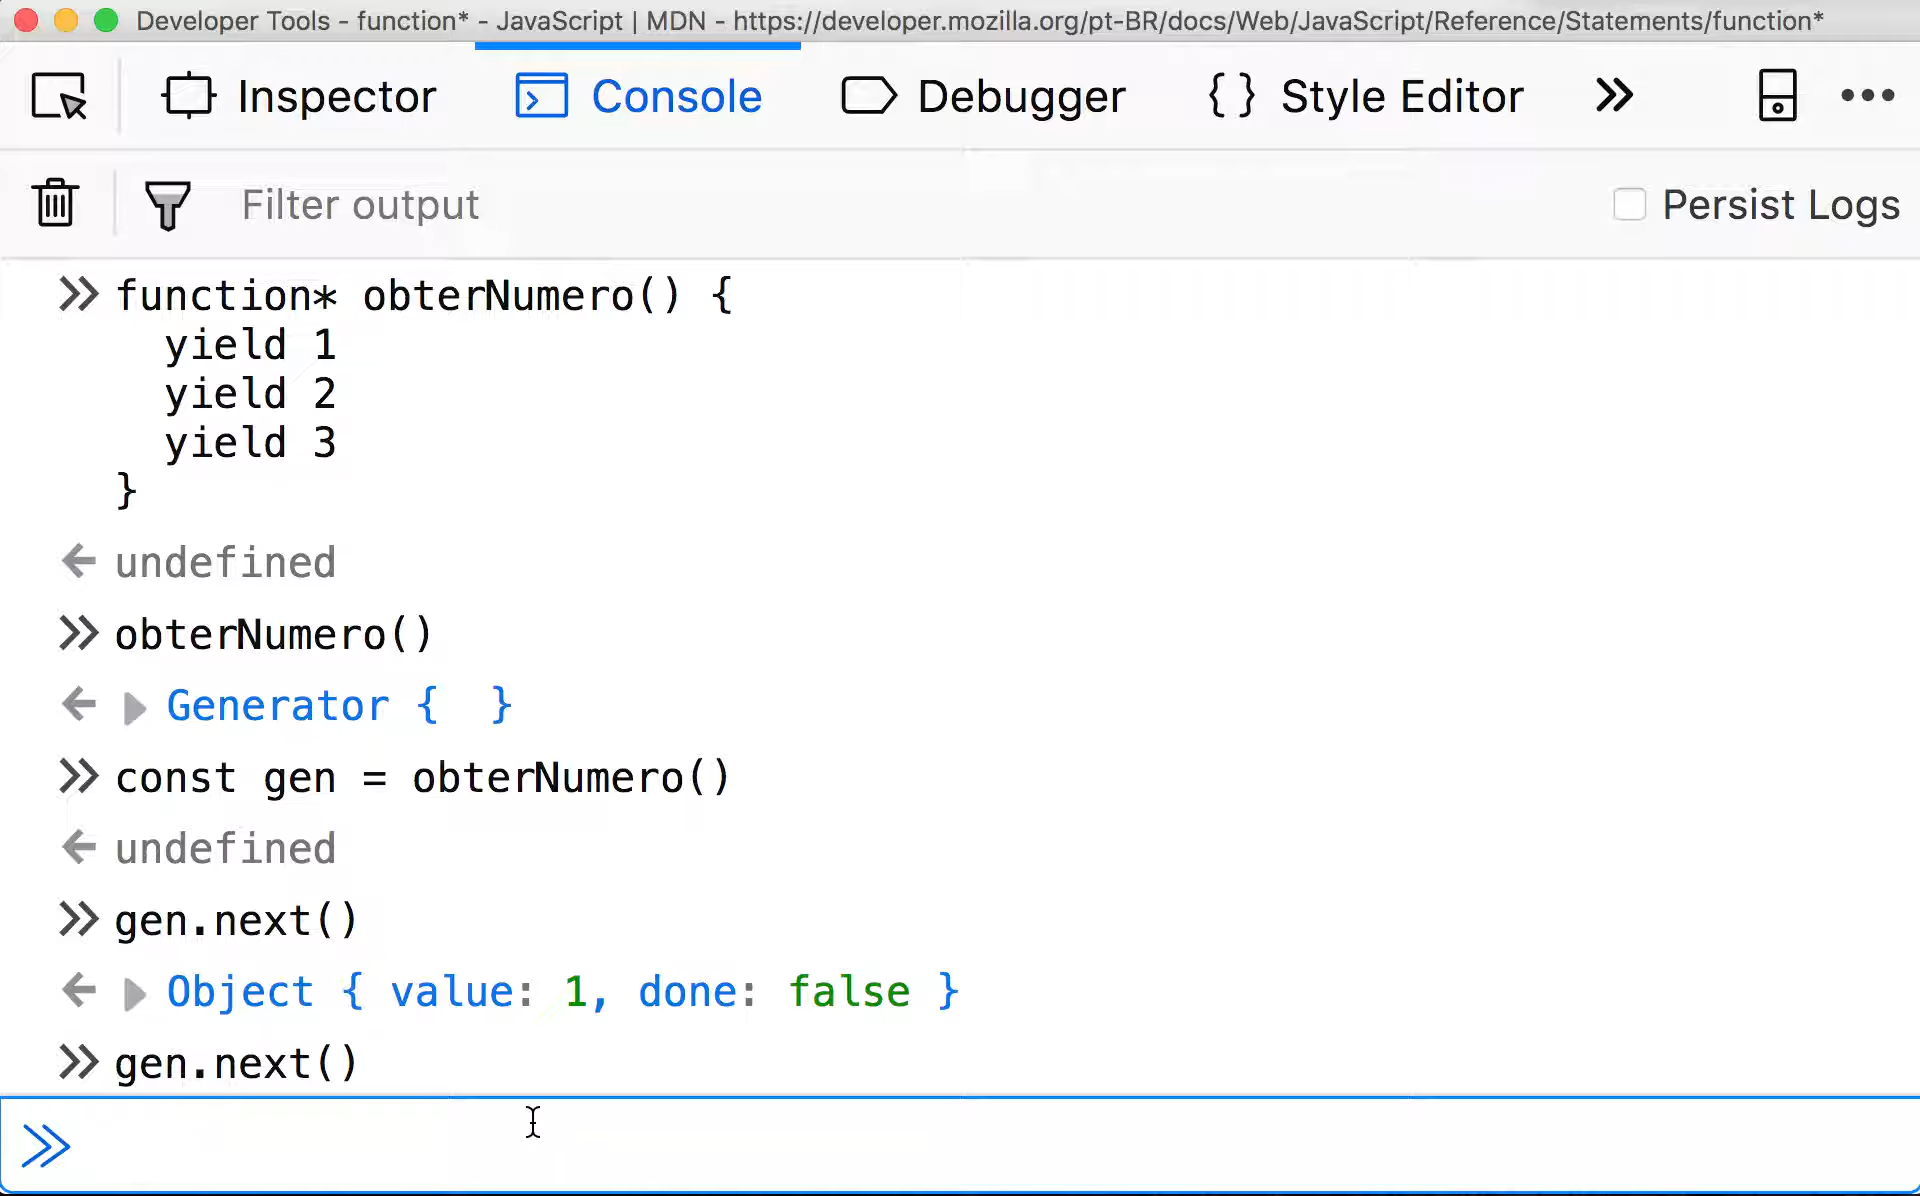 Developer Tools - function* - JavaScript | MDN - https://developer.mozilla.org/pt-BR/docs/Web/JavaScript/Reference/Statements/function*
Inspector Console Debugger {} Style Editor
Filter output Persist Logs
function* obterNumero() {
  yield 1
  yield 2
  yield 3
}
undefined
obterNumero()
Generator {  }
const gen = obterNumero()
undefined
gen.next()
Object { value: 1, done: false }
gen.next()